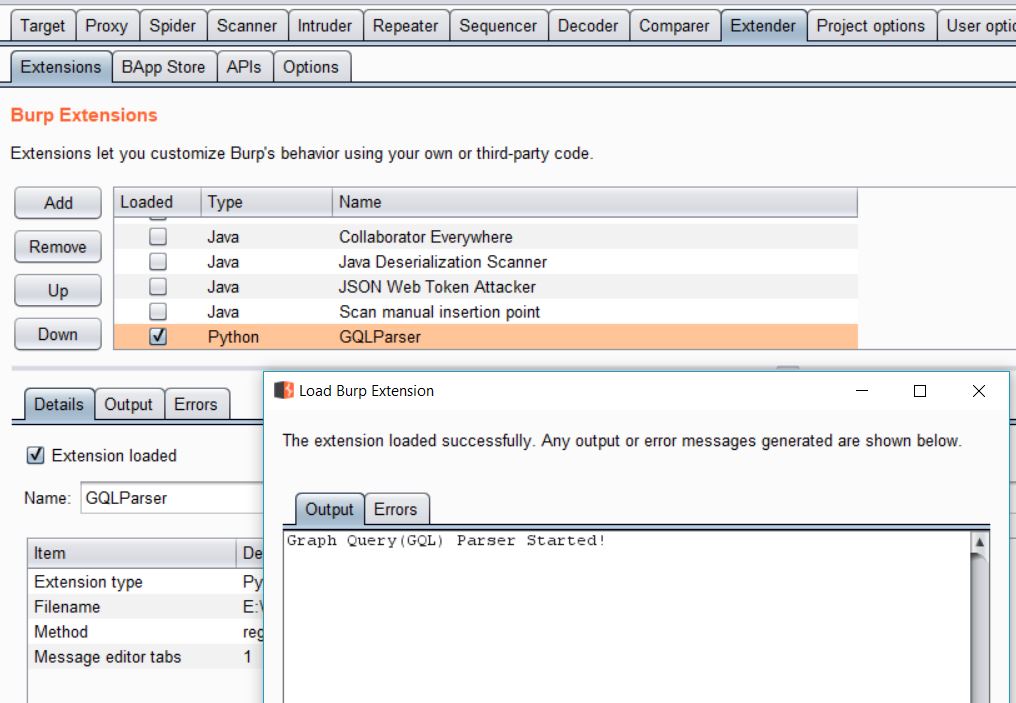 Target Proxy Spider Scanner Intruder Repeater Sequencer Decoder Comparer Extender Project options User optio
Extensions BApp Store APIs Options
Burp Extensions
Extensions let you customize Burp's behavior using your own or third-party code.
Add Loaded Type Name
Java Collaborator Everywhere
Remove
Java Java Deserialization Scanner
Up Java JSON Web Token Attacker
Java Scan manual insertion point
Down Python GQLParser
Load Burp Extension
Details Output Errors
The extension loaded successfully. Any output or error messages generated are shown below.
Extension loaded
Name: GQLParser
Output Errors
Graph Query(GQL) Parser Started!
Item De
Extension type Py
Filename E:\
Method reg
Message editor tabs 1